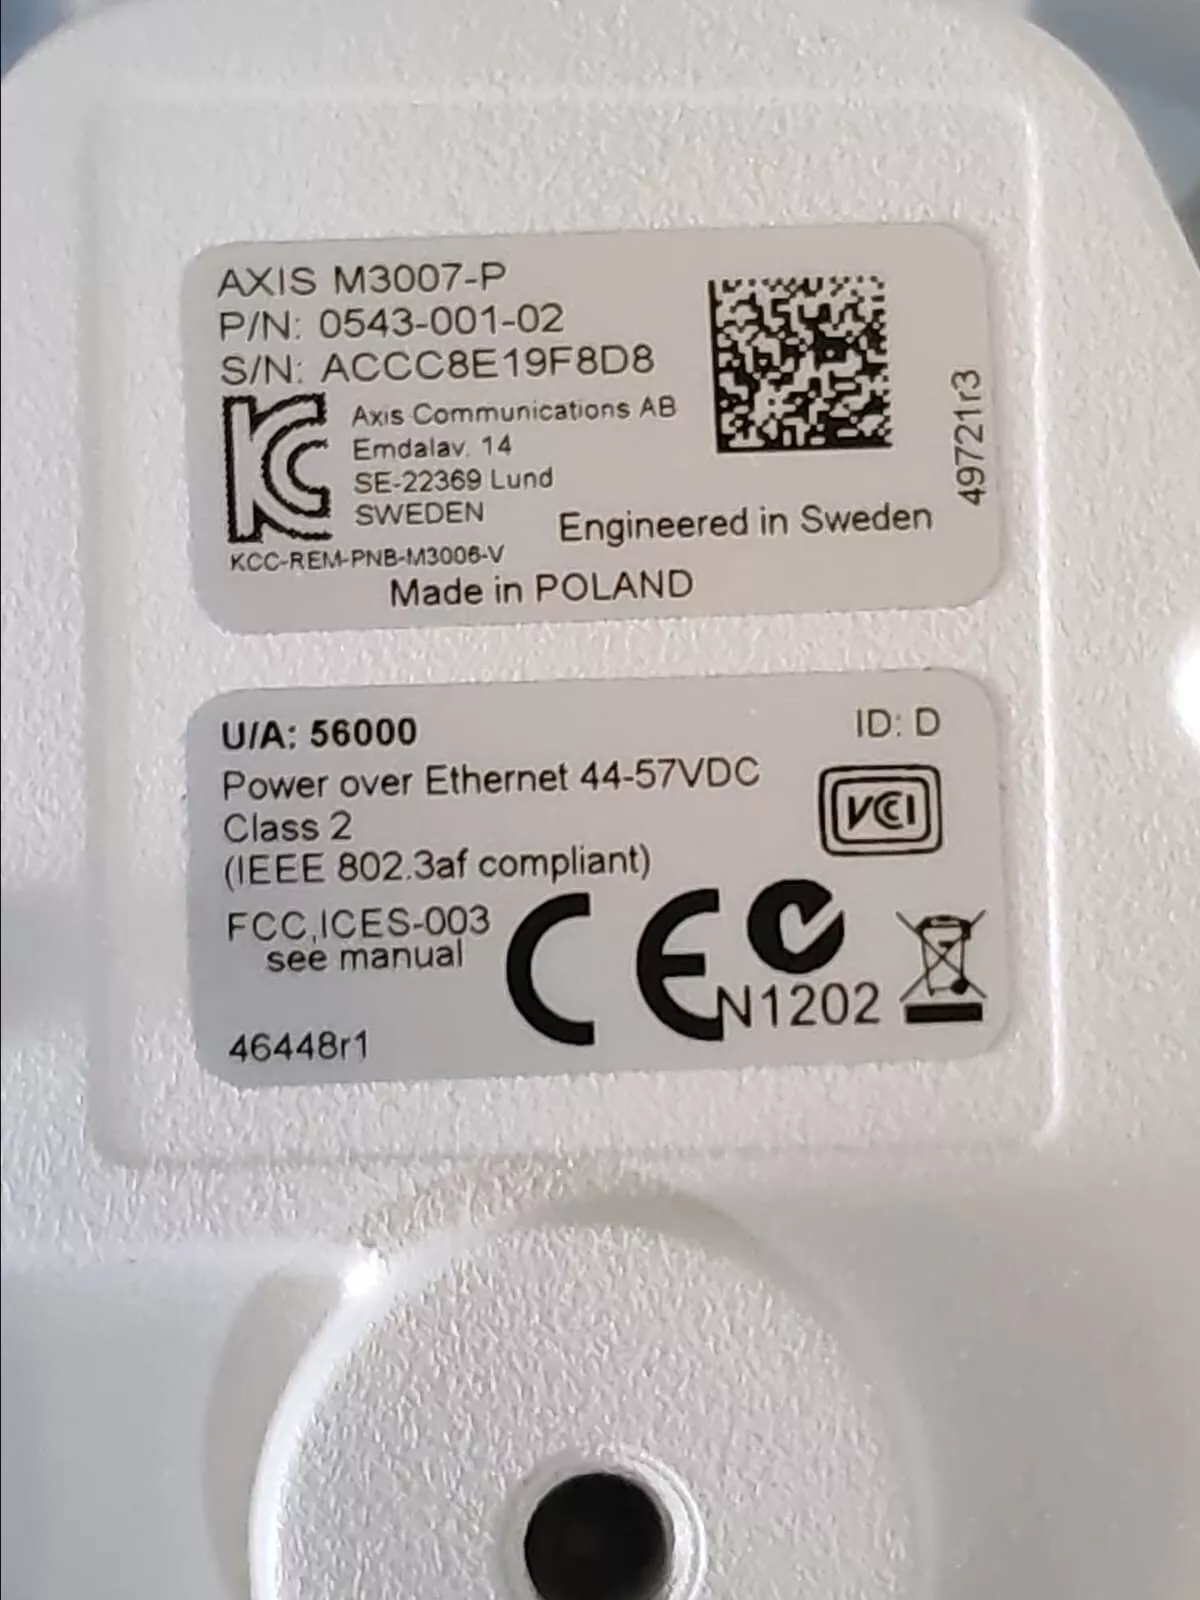 AXIS M3007-P
P/N: 0543-001-02
S/N: ACCC8E19F8D8
Axis Communications AB
Emdalav. 14
SE-22369 Lund
SWEDEN
KCC-REM-PNB-M3006-V
Engineered in Sweden
Made in POLAND
49721r3
U/A: 56000
ID: D
Power over Ethernet 44-57VDC
Class 2
(IEEE 802.3af compliant)
VCCI
FCC,ICES-003
see manual
CE
N1202
46448r1